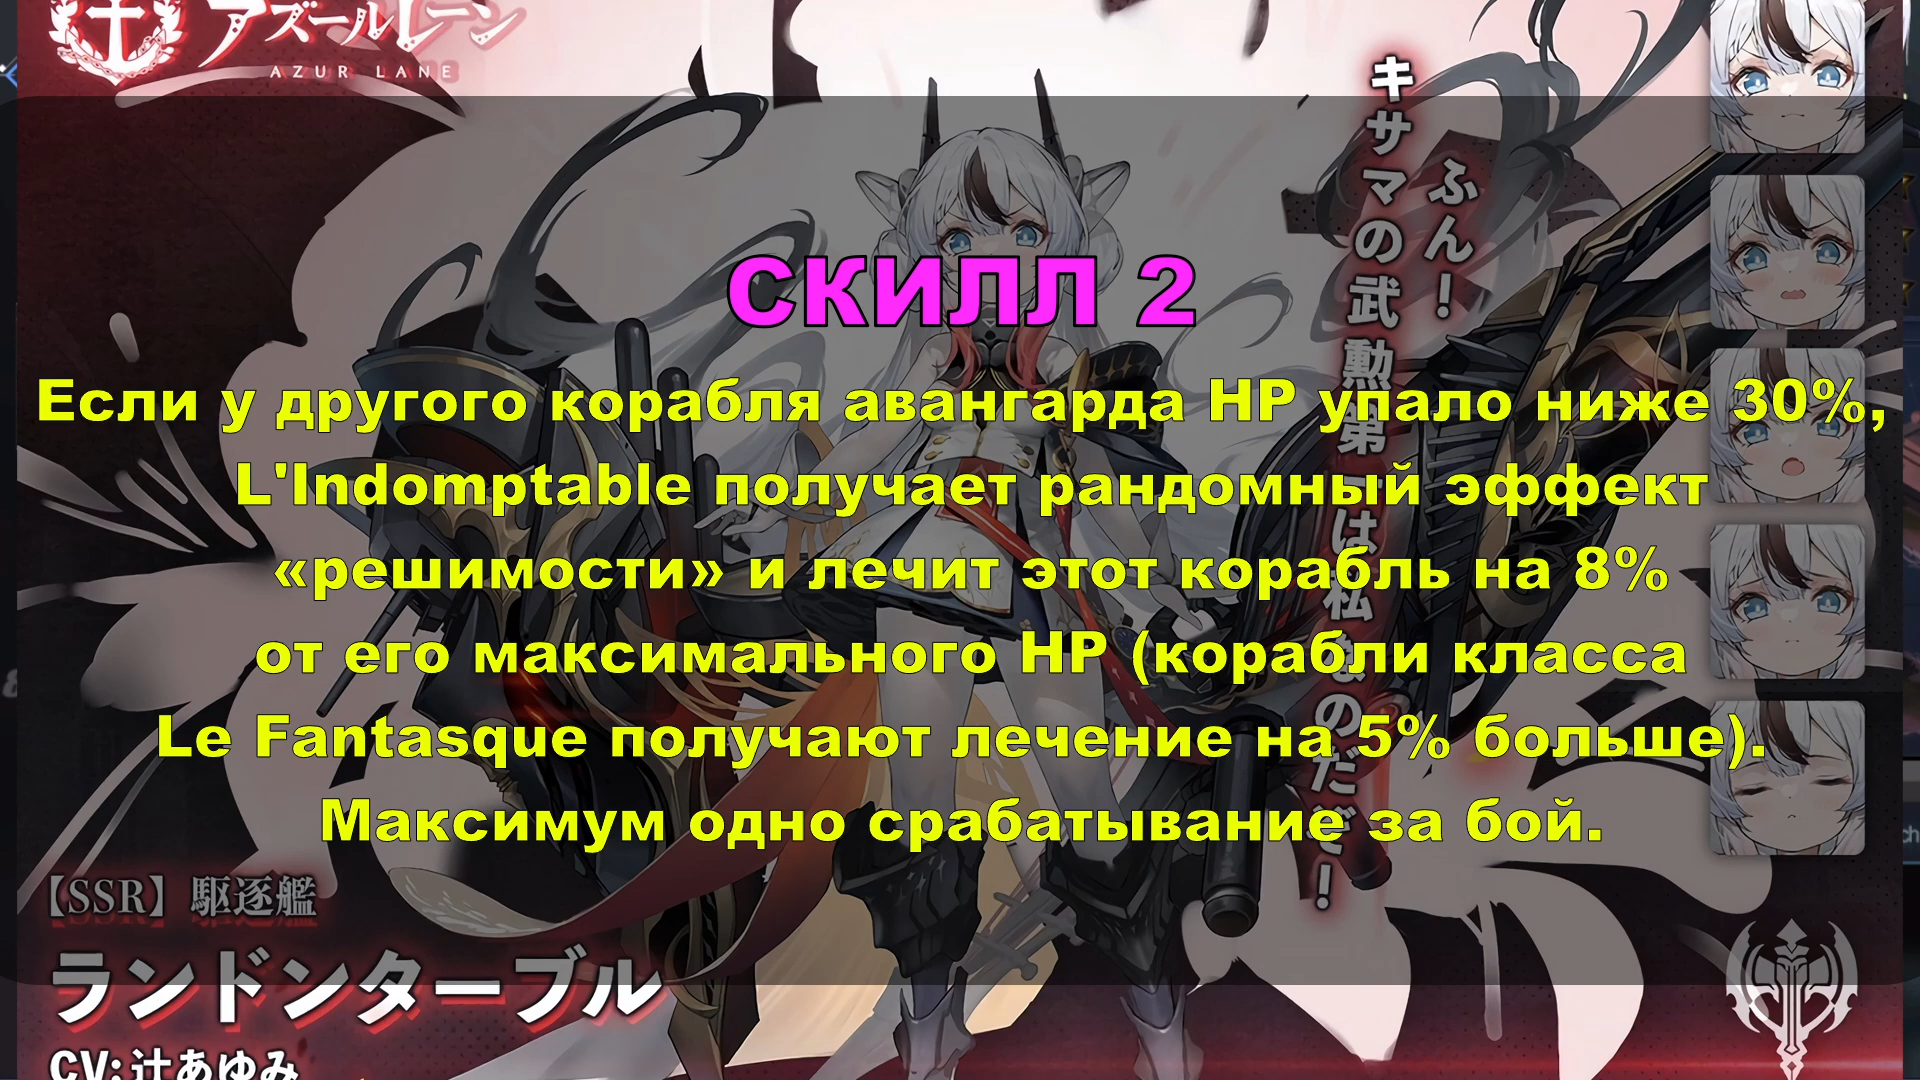 アズールレーン
AZUR LANE
ふん!
キサマの武勲第
は私
のだぞ!
СКИЛЛ 2
Если у другого корабля авангарда HP упало ниже 30%,
L'Indomptable получает рандомный эффект
«решимости» и лечит этот корабль на 8%
от его максимального HP (корабли класса
Le Fantasque получают лечение на 5% больше).
Максимум одно срабатывание за бой.
【SSR】駆逐艦
ランドンターブル
CV:辻あゆみ